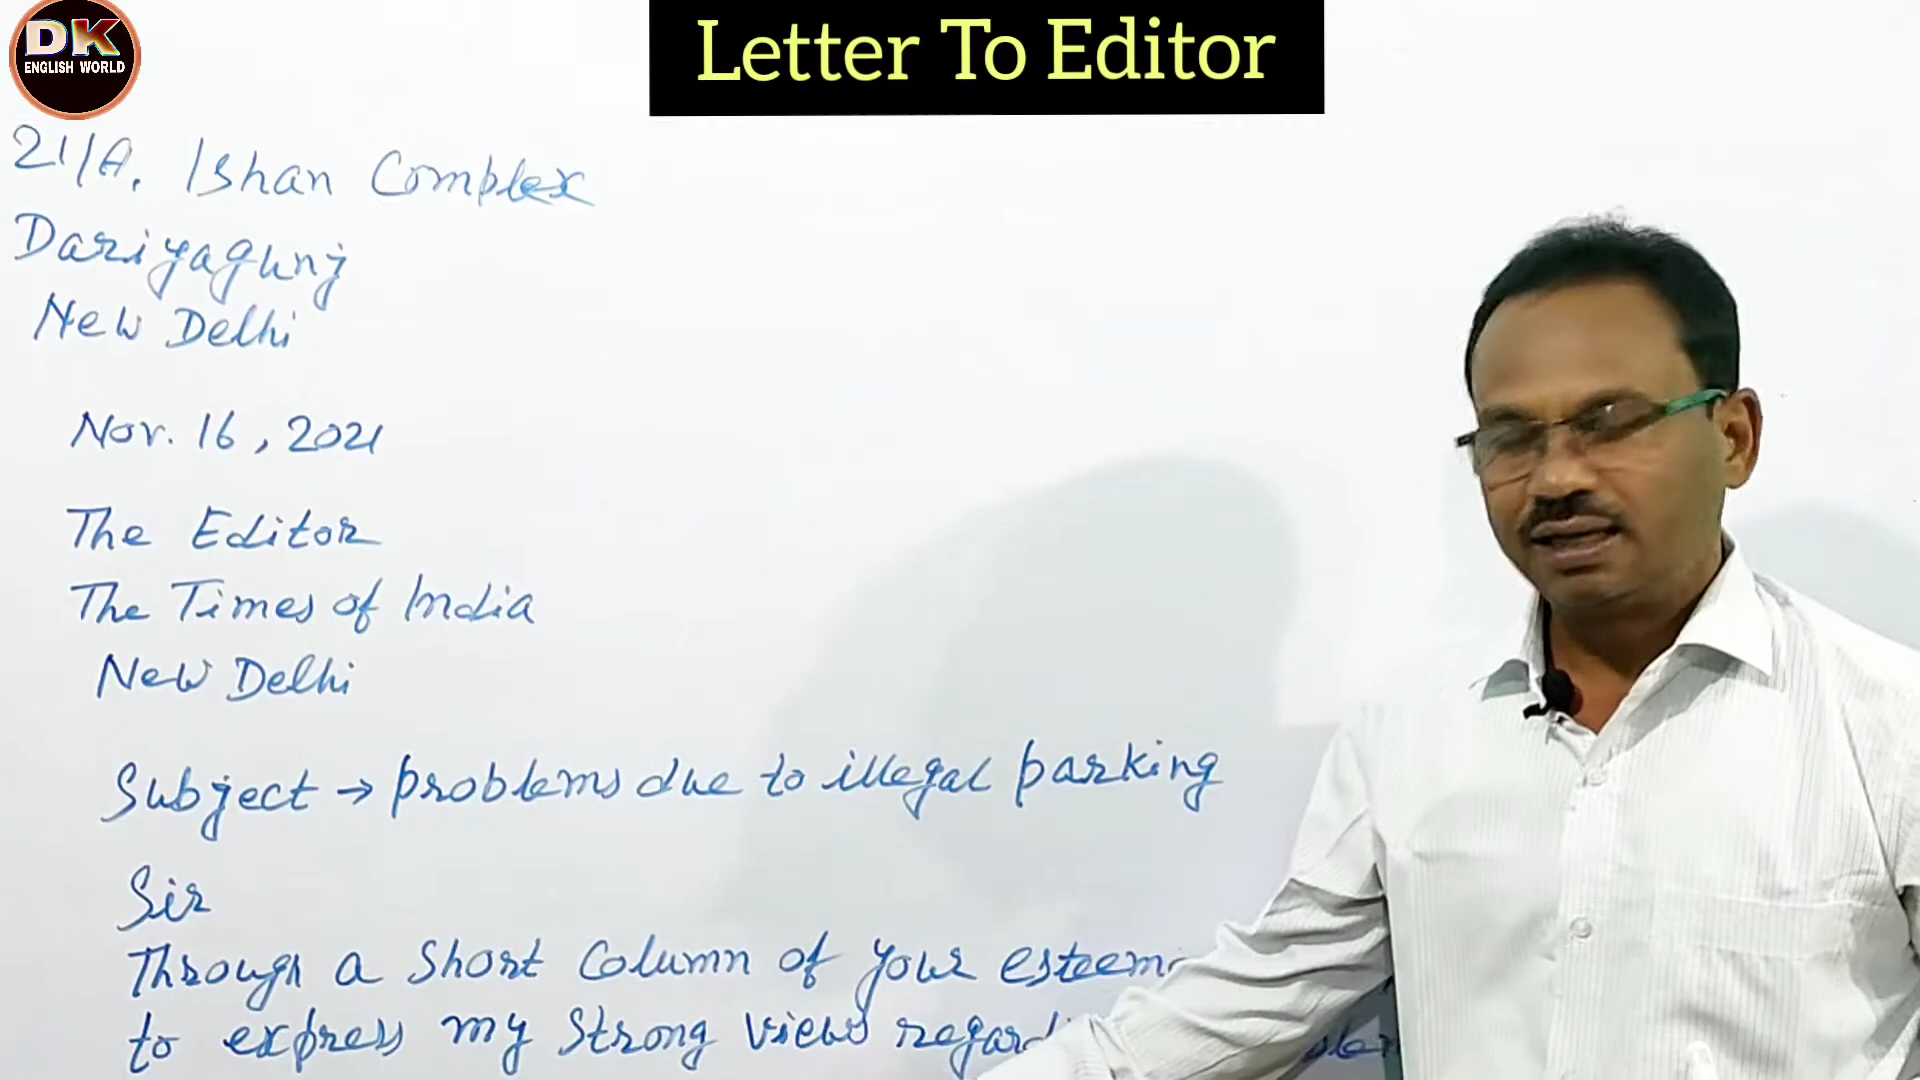 DK
ENGLISH WORLD
Letter To Editor
21/A, Ishan Complex
Dariyagunj
New Delhi
Nov. 16, 2021
The Editor
The Times of India
New Delhi
Subject → problems due to illegal parking
Sir
Through a short column of your
to express my strong views